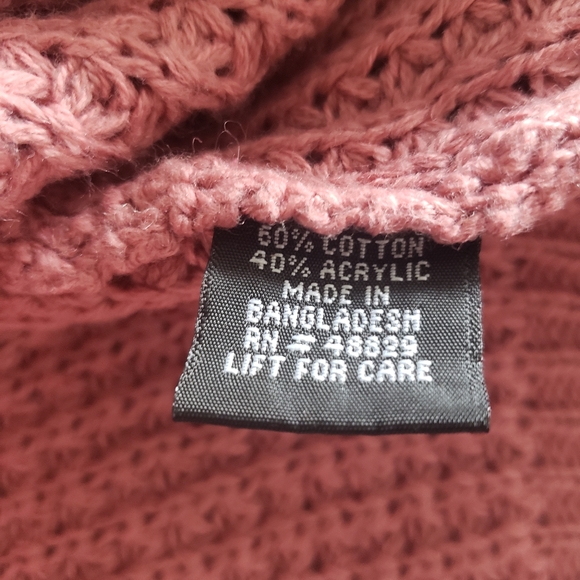 60% COTTON
40% ACRYLIC
MADE IN
BANGLADESH
RN # 48829
LIFT FOR CARE